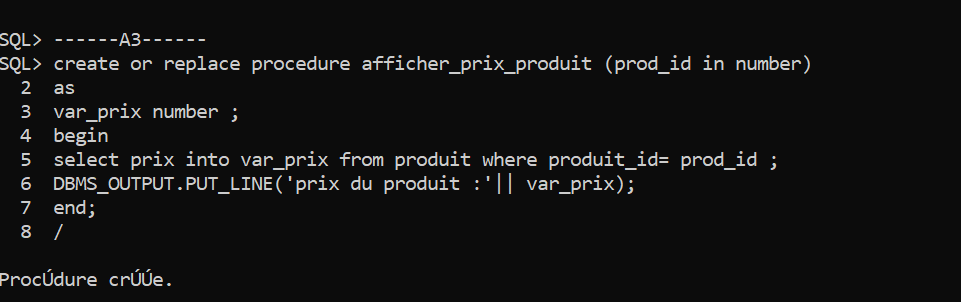 SQL> ------A3------
SQL> create or replace procedure afficher_prix_produit (prod_id in number)
2 as
3 var_prix number ;
4 begin
5 select prix into var_prix from produit where produit_id= prod_id ;
6 DBMS_OUTPUT.PUT_LINE('prix du produit :'|| var_prix);
7 end;
8 /
ProcÚdure crÚÚe.